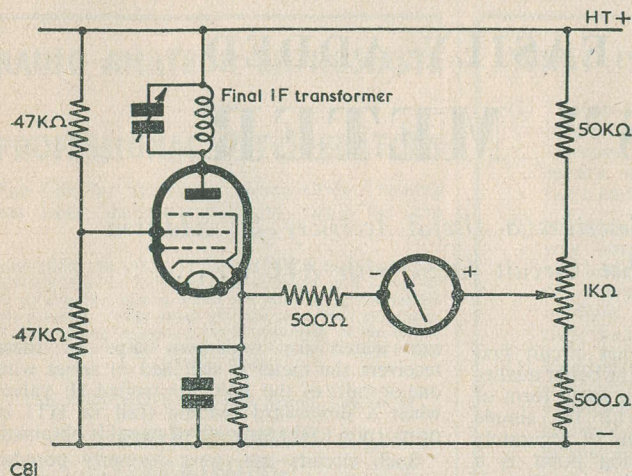 HT+
Final IF transformer
47KΩ
50KΩ
- +
1KΩ
500Ω
47KΩ
500Ω
–
C81